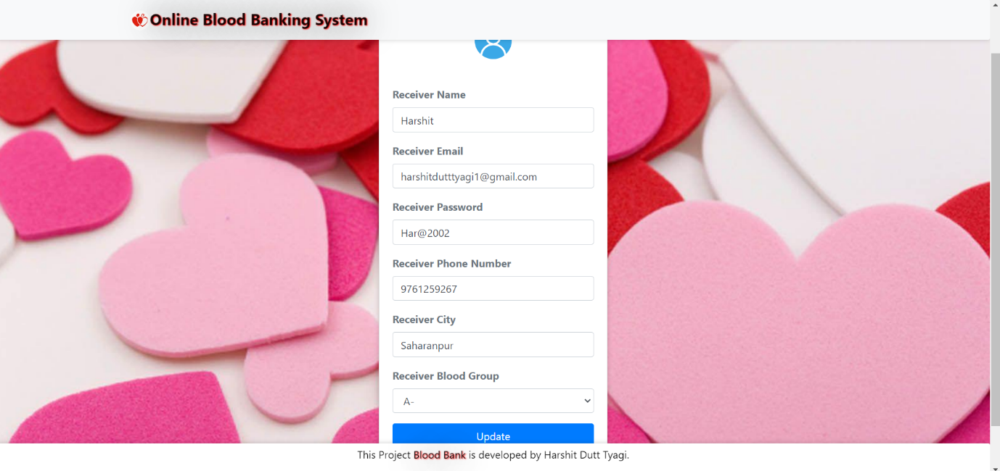 Online Blood Banking System
Receiver Name
Harshit
Receiver Email
harshitdutttyagi1@gmail.com
Receiver Password
Har@2002
Receiver Phone Number
9761259267
Receiver City
Saharanpur
Receiver Blood Group
A-
Update
This Project Blood Bank is developed by Harshit Dutt Tyagi.